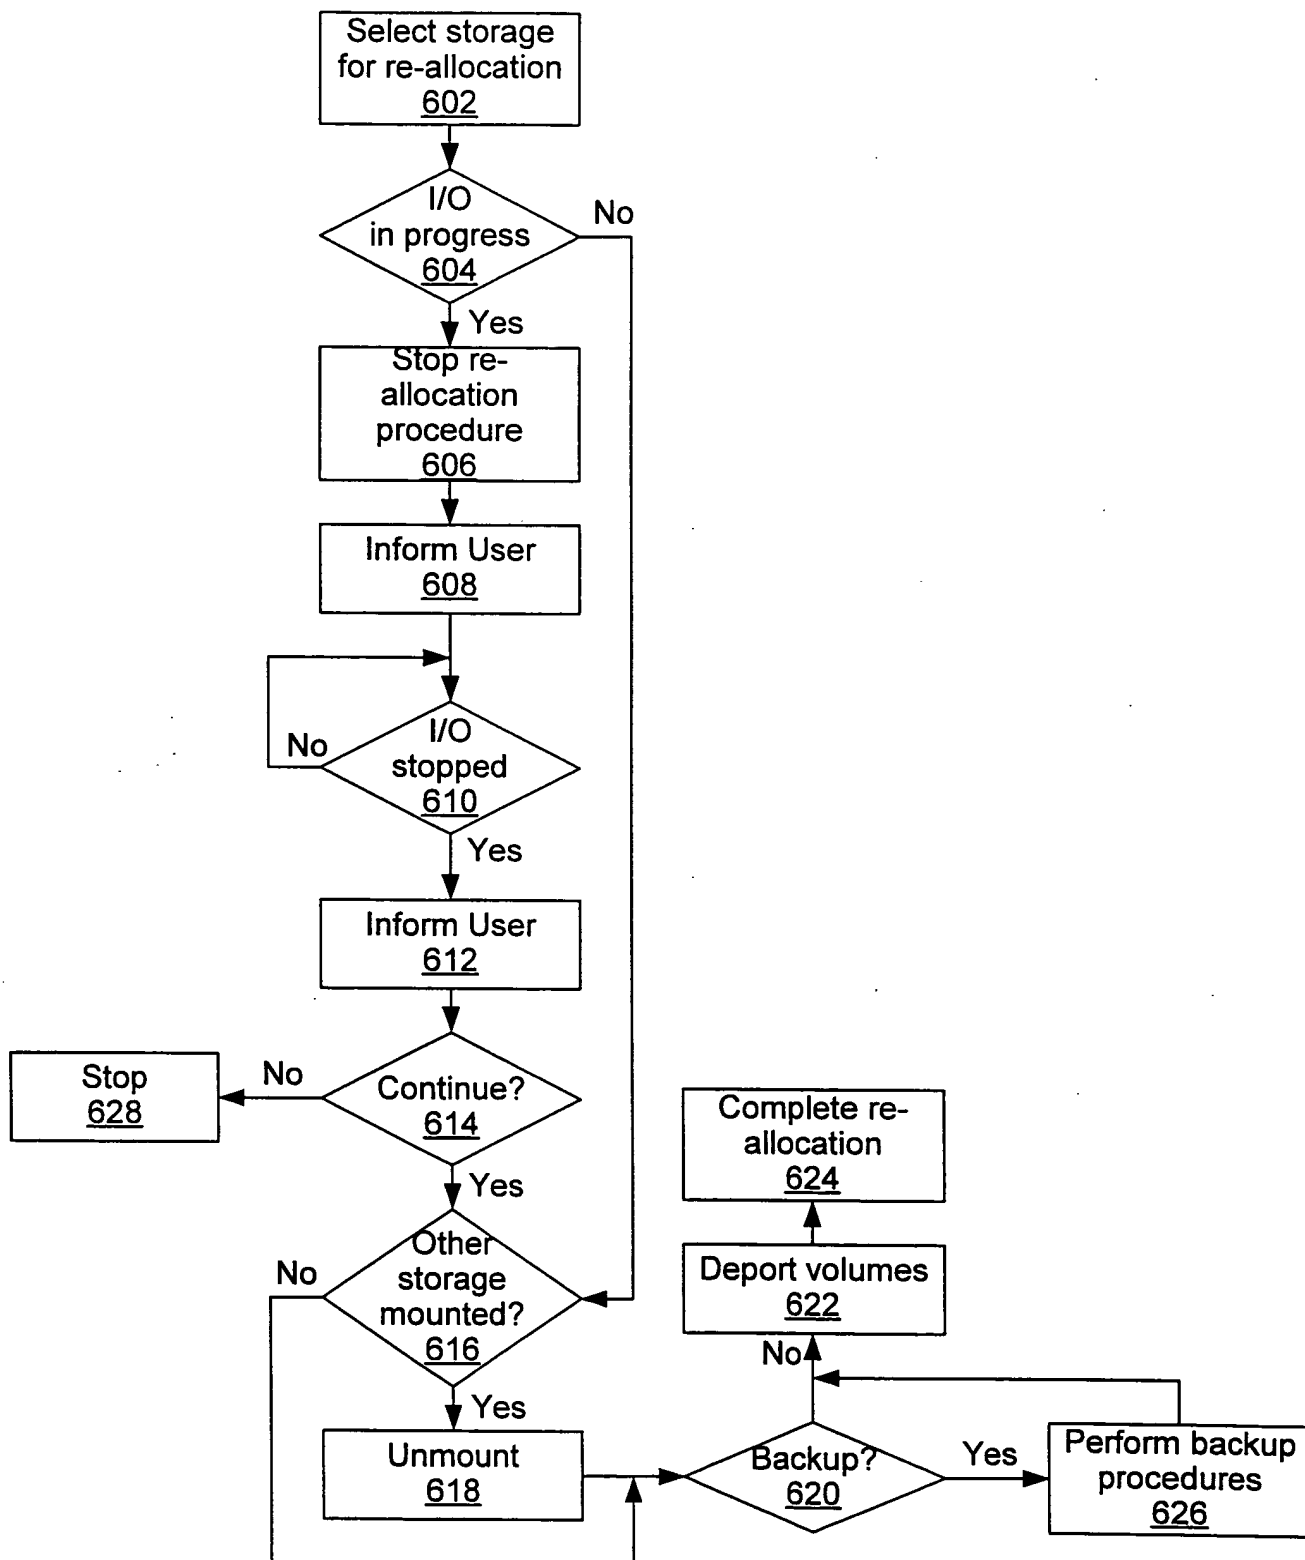 Select storage
for re-allocation
602
I/O
in progress
604
No
Yes
Stop re-
allocation
procedure
606
Inform User
608
I/O
stopped
610
No
Yes
Inform User
612
Continue?
614
No
Stop
628
Yes
Other
storage
mounted?
616
No
Yes
Unmount
618
Backup?
620
Yes
Perform backup
procedures
626
No
Deport volumes
622
Complete re-
allocation
624